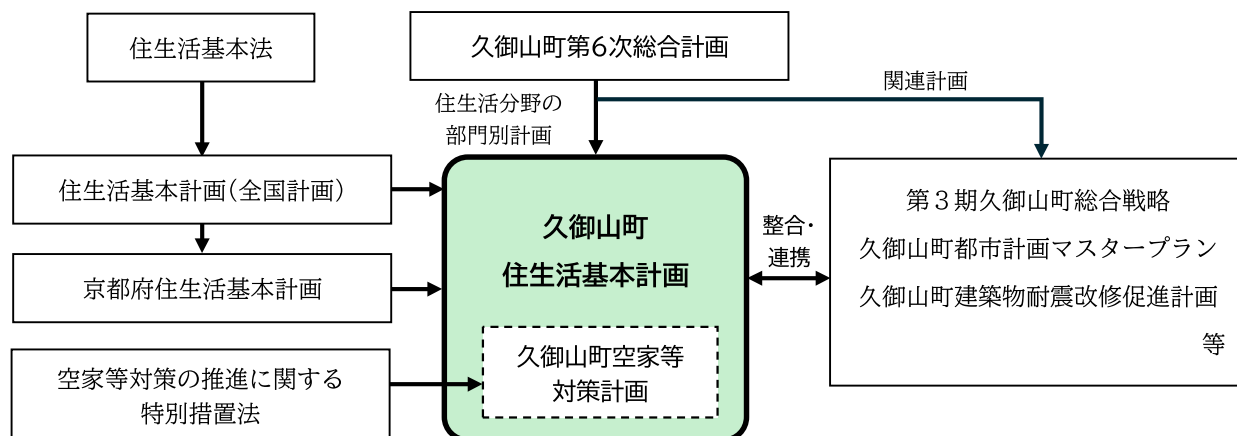 住生活基本法
久御山町第6次総合計画
関連計画
住生活分野の
部門別計画
住生活基本計画（全国計画）
京都府住生活基本計画
空家等対策の推進に関する
特別措置法
久御山町
住生活基本計画
久御山町空家等
対策計画
整合・
連携
第３期久御山町総合戦略
久御山町都市計画マスタープラン
久御山町建築物耐震改修促進計画
等